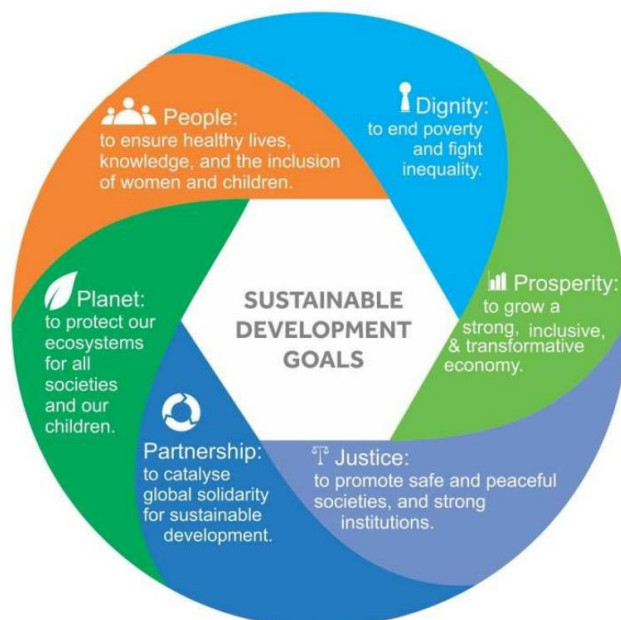 People:
to ensure healthy lives,
knowledge, and the inclusion
of women and children.
Dignity:
to end poverty
and fight
inequality.
Prosperity:
to grow a
strong, inclusive,
& transformative
economy.
Justice:
to promote safe and peaceful
societies, and strong
institutions.
Partnership:
to catalyse
global solidarity
for sustainable
development.
Planet:
to protect our
ecosystems
for all
societies
and our
children.
SUSTAINABLE
DEVELOPMENT
GOALS